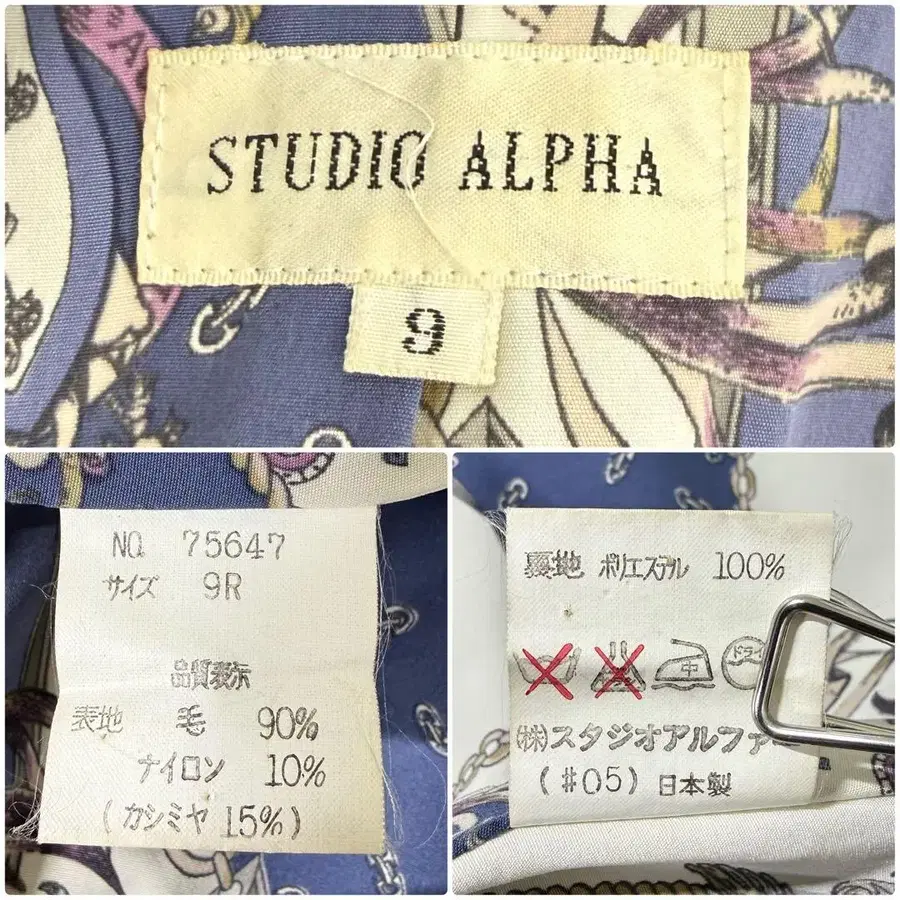 STUDIO ALPHA
9
NO. 75647
サイズ 9R
品質表示
表地 毛 90%
ナイロン 10%
(カシミヤ 15%)
裏地 ポリエステル 100%
中 ドライ
(株)スタジオアルファー
(#05) 日本製